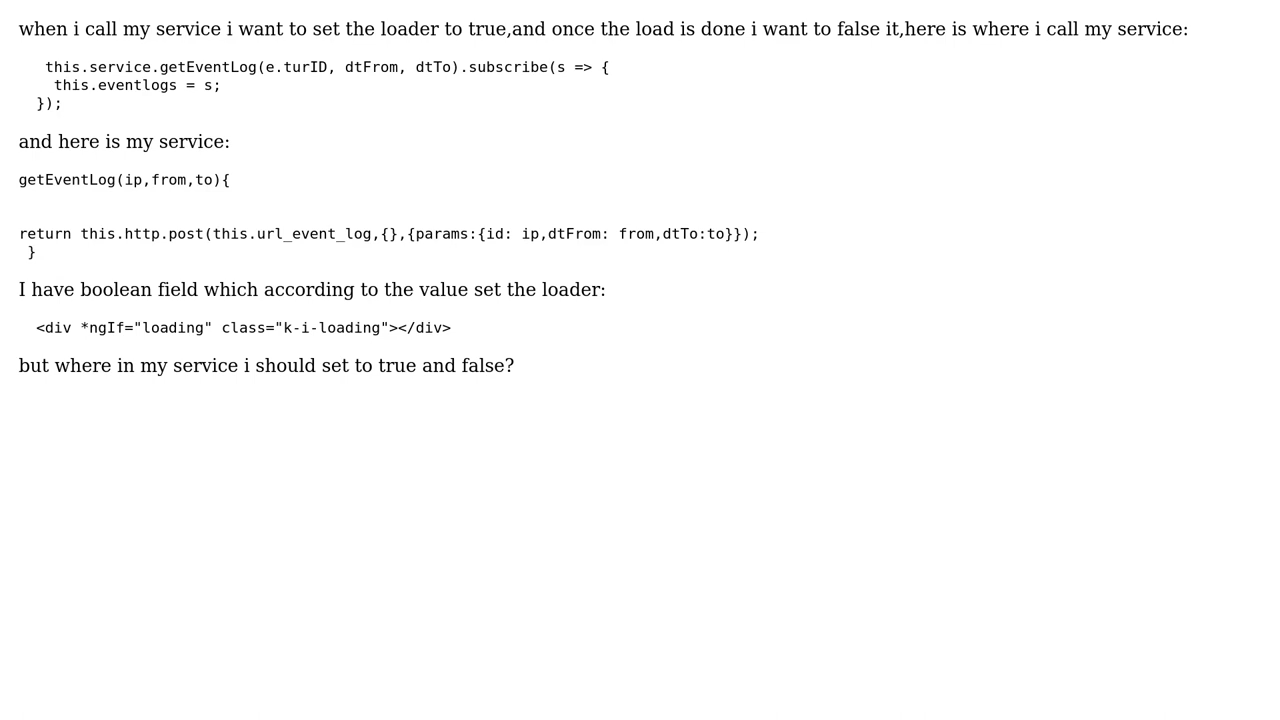 when i call my service i want to set the loader to true,and once the load is done i want to false it,here is where i call my service:
this.service.getEventLog(e.turID, dtFrom, dtTo).subscribe(s => {
this.eventlogs = s;
});
and here is my service:
getEventLog(ip,from,to){
return this.http.post(this.url_event_log,{},{params:{id: ip,dtFrom: from,dtTo:to}});
}
I have boolean field which according to the value set the loader:
<div *ngIf="loading" class="k-i-loading"></div>
but where in my service i should set to true and false?